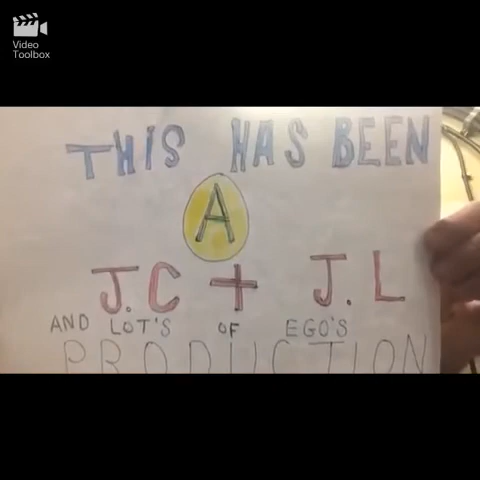 Video
Toolbox
THIS HAS BEEN
A
J.C + J.L
AND LOT'S OF EGO'S
PRODUCTION